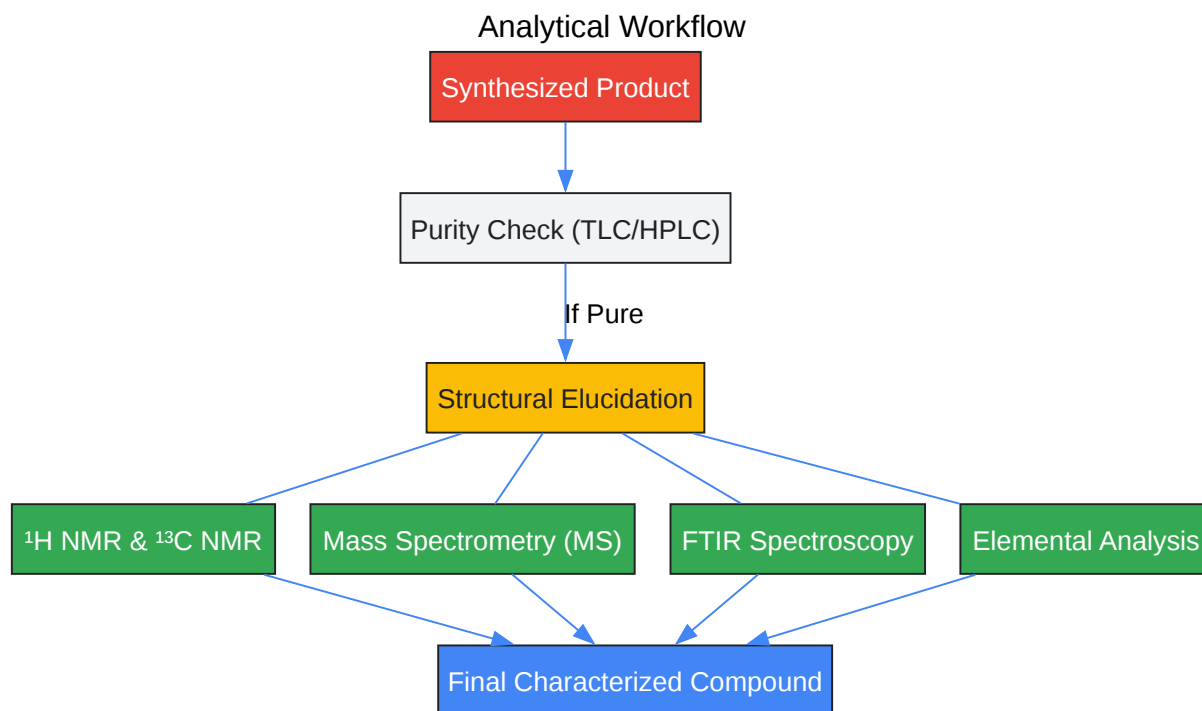 Analytical Workflow
Synthesized Product
Purity Check (TLC/HPLC)
If Pure
Structural Elucidation
¹H NMR & ¹³C NMR
Mass Spectrometry (MS)
FTIR Spectroscopy
Elemental Analysis
Final Characterized Compound